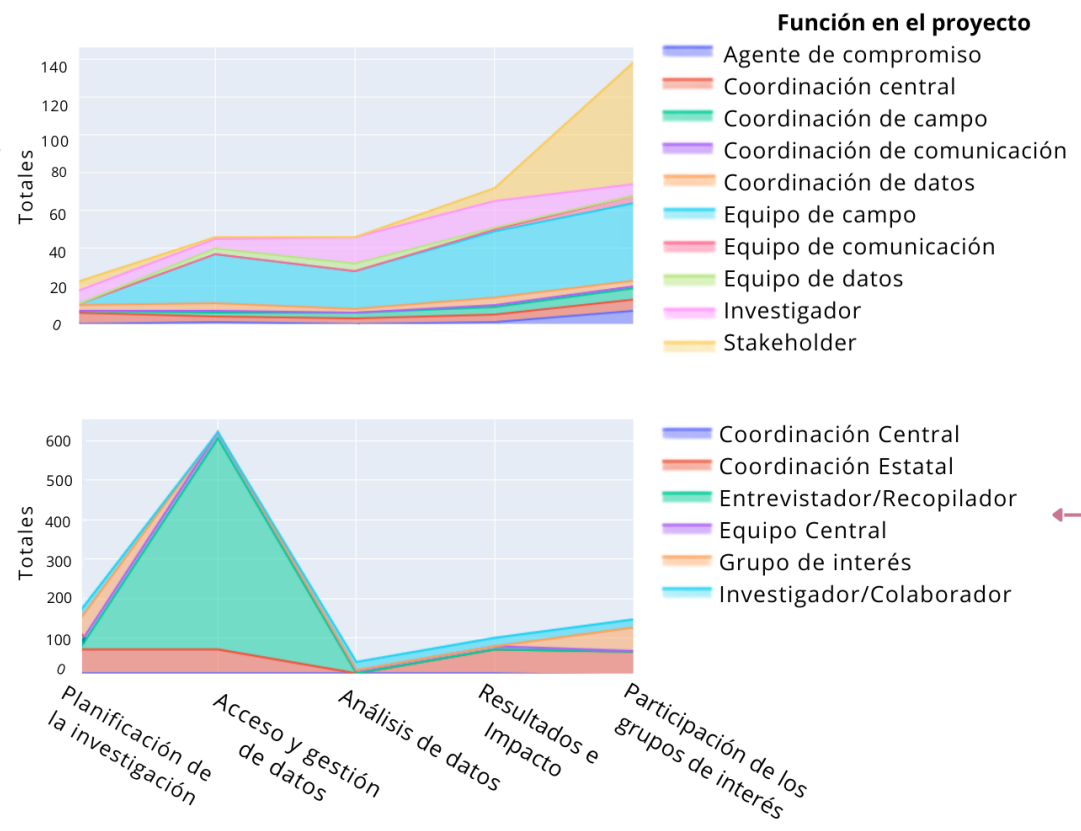 Función en el proyecto
Agente de compromiso
Coordinación central
Coordinación de campo
Coordinación de comunicación
Coordinación de datos
Equipo de campo
Equipo de comunicación
Equipo de datos
Investigador
Stakeholder
Totales
140
120
100
80
60
40
20
0
Coordinación Central
Coordinación Estatal
Entrevistador/Recopilador
Equipo Central
Grupo de interés
Investigador/Colaborador
Totales
600
500
400
300
200
100
0
Planificación de
la investigación
Acceso y gestión
de datos
Análisis de datos
Resultados e
Impacto
Participación de los
grupos de interés